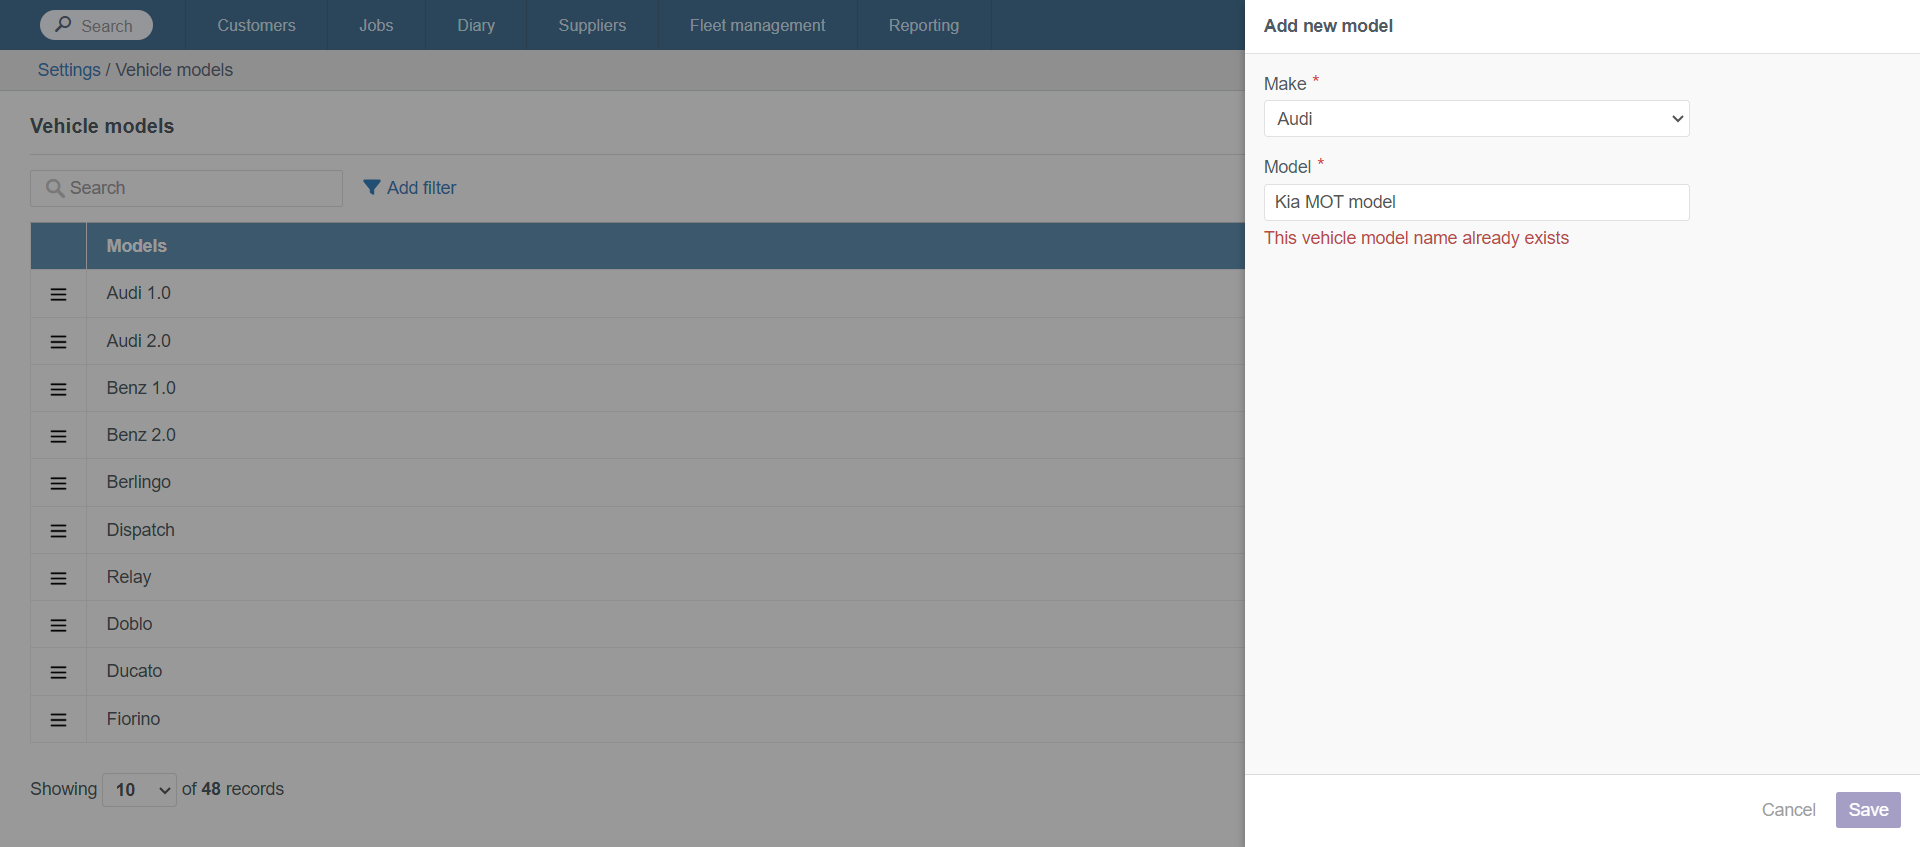 Search Customers Jobs Diary Suppliers Fleet management Reporting
Settings / Vehicle models
Vehicle models
Search Add filter
Models
Audi 1.0
Audi 2.0
Benz 1.0
Benz 2.0
Berlingo
Dispatch
Relay
Doblo
Ducato
Fiorino
Showing 10 of 48 records
Add new model
Make *
Audi
Model *
Kia MOT model
This vehicle model name already exists
Cancel Save